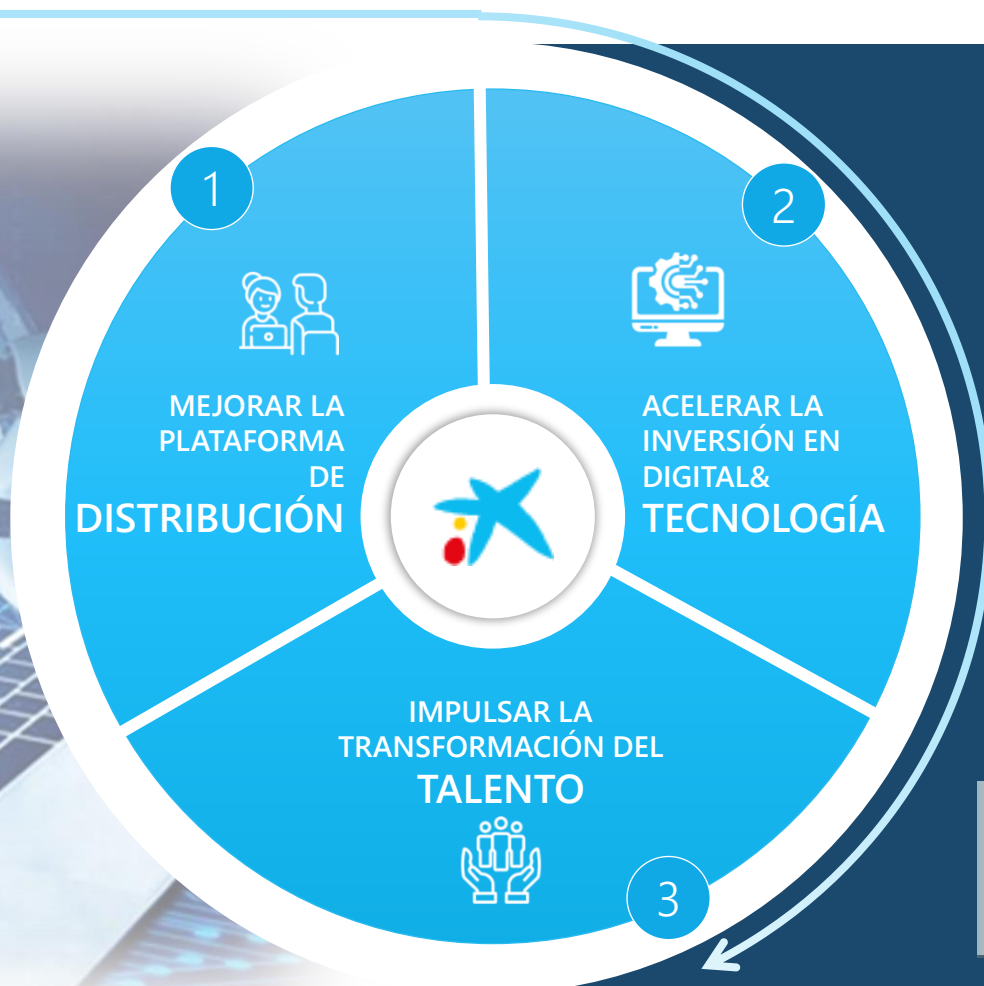 1
MEJORAR LA
PLATAFORMA
DE
DISTRIBUCIÓN
2
ACELERAR LA
INVERSIÓN EN
DIGITAL&
TECNOLOGÍA
IMPULSAR LA
TRANSFORMACIÓN DEL
TALENTO
3